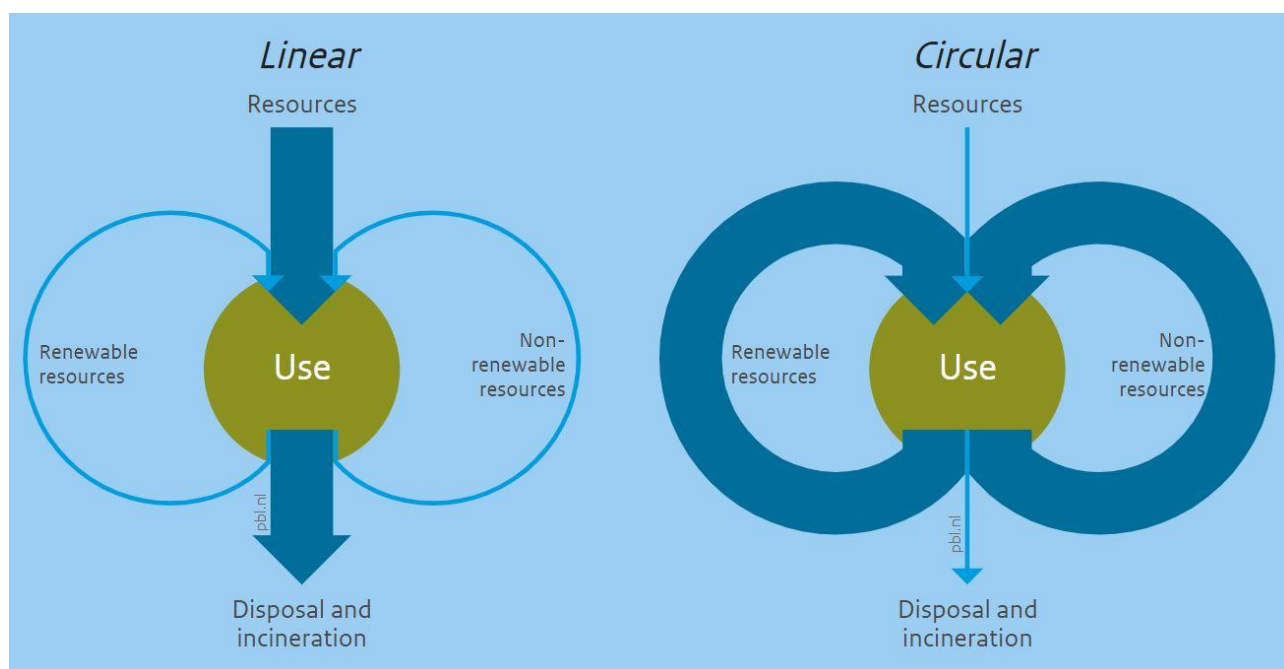 Linear
Resources
Renewable
resources
Use
Non-
renewable
resources
pbl.nl
Disposal and
incineration
Circular
Resources
Renewable
resources
Use
Non-
renewable
resources
pbl.nl
Disposal and
incineration